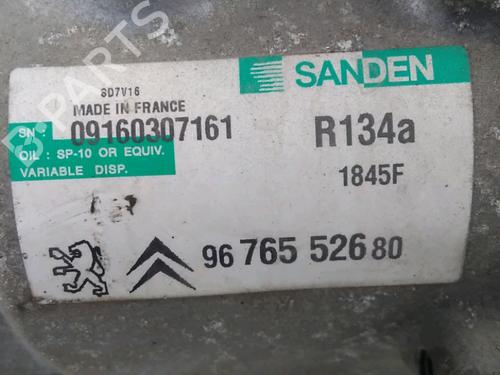 SANDEN
SD7V16
MADE IN FRANCE
SN : 09160307161
R134a
OIL : SP-10 OR EQUIV.
VARIABLE DISP.
1845F
96 765 526 80